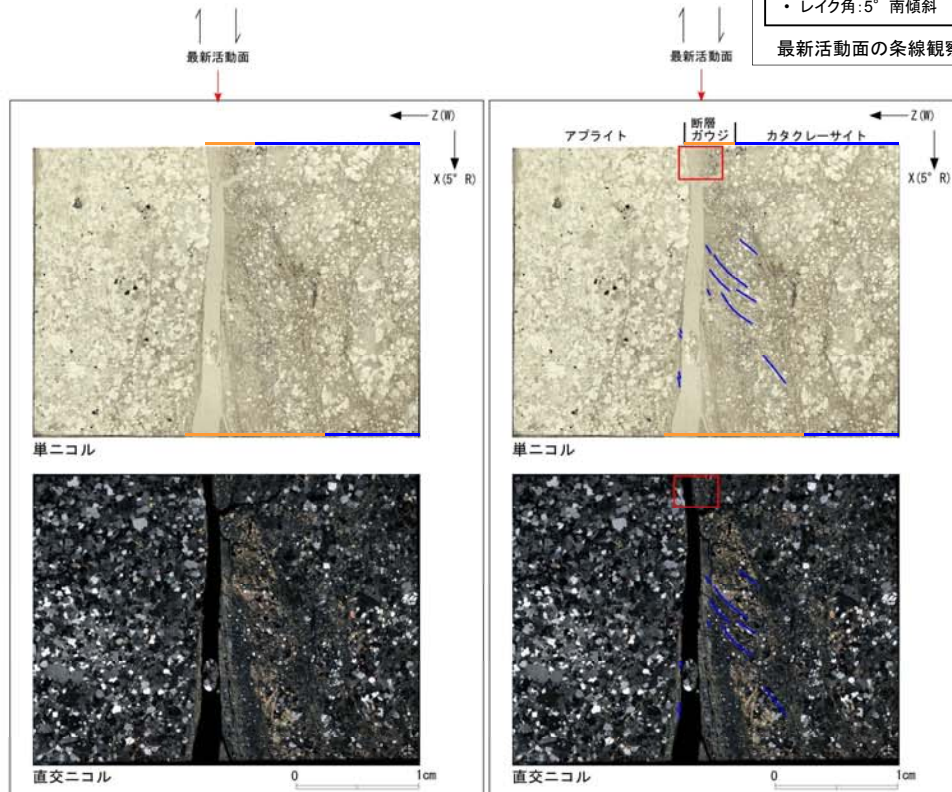 ・ レイク角:5° 南傾斜
最新活動面の条線観察
最新活動面
最新活動面
Z(W)
X(5° R)
アプライト
断層
ガウジ
カタクレーサイト
Z(W)
X(5° R)
単ニコル
単ニコル
直交ニコル
0
1cm
直交ニコル
0
1cm